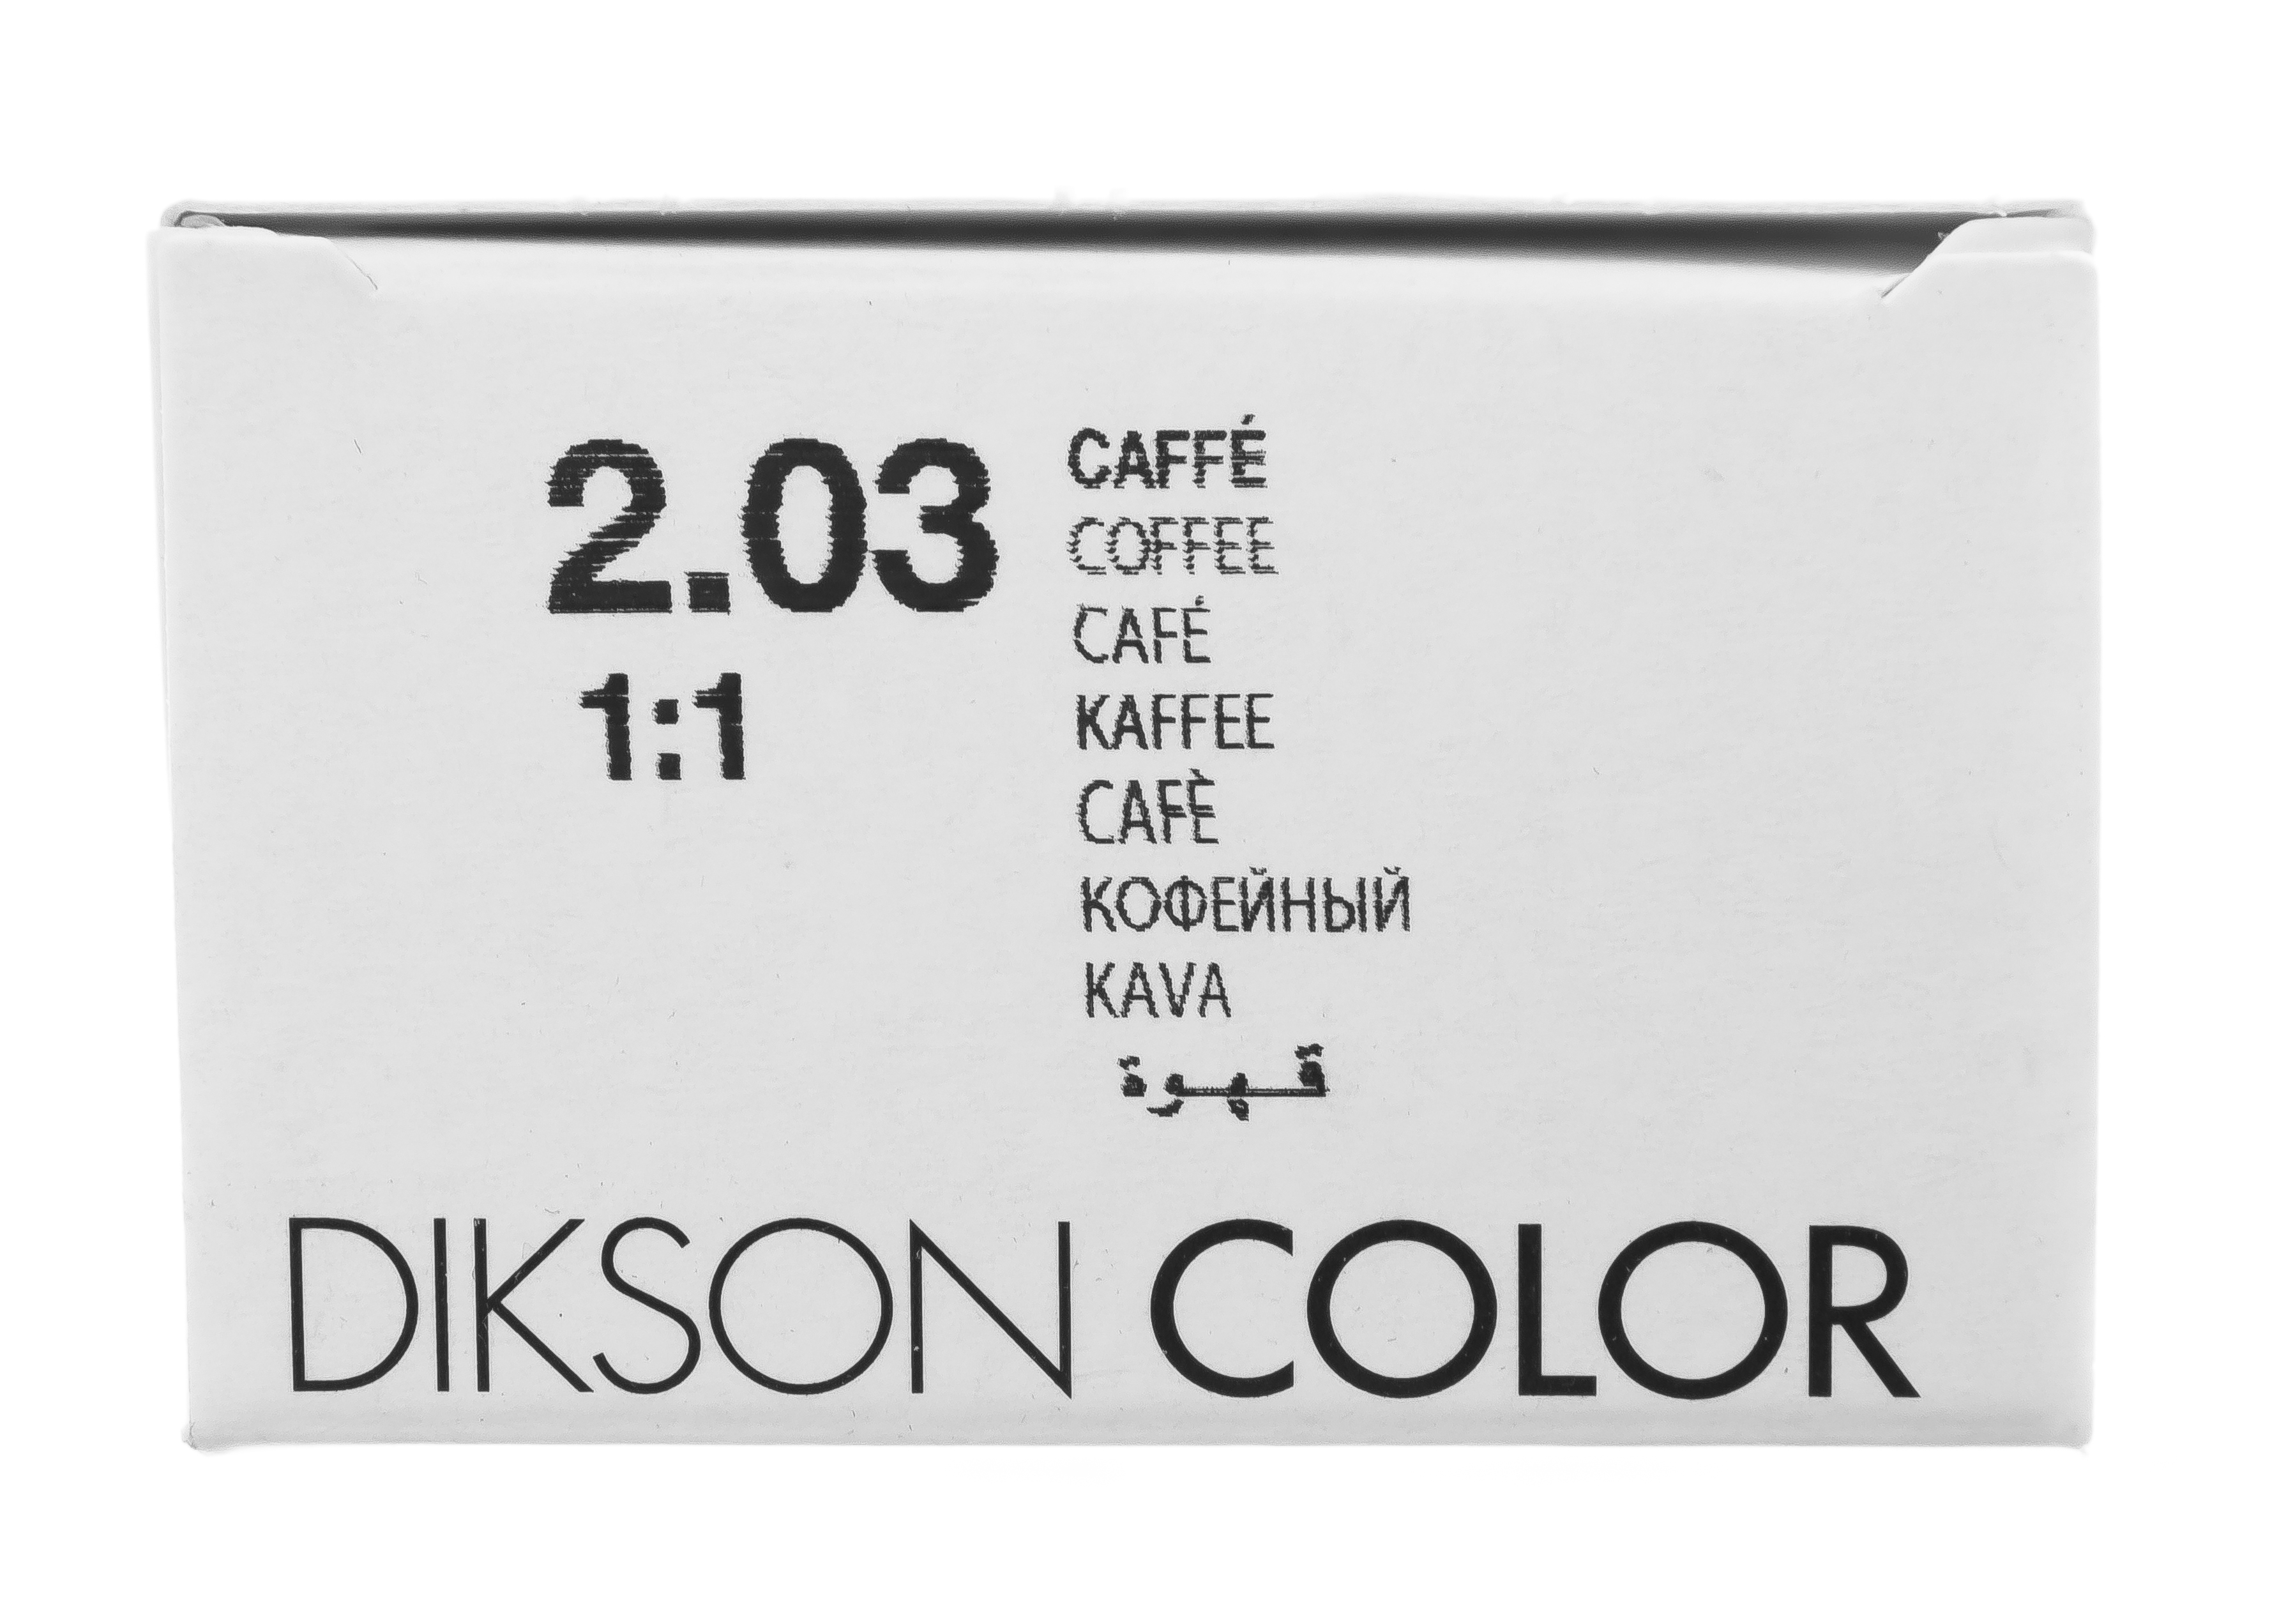 2.03
1:1
CAFFÉ
COFFEE
CAFÉ
KAFFEE
CAFÈ
КОФЕЙНЫЙ
KAVA
قهوة
DIKSON COLOR